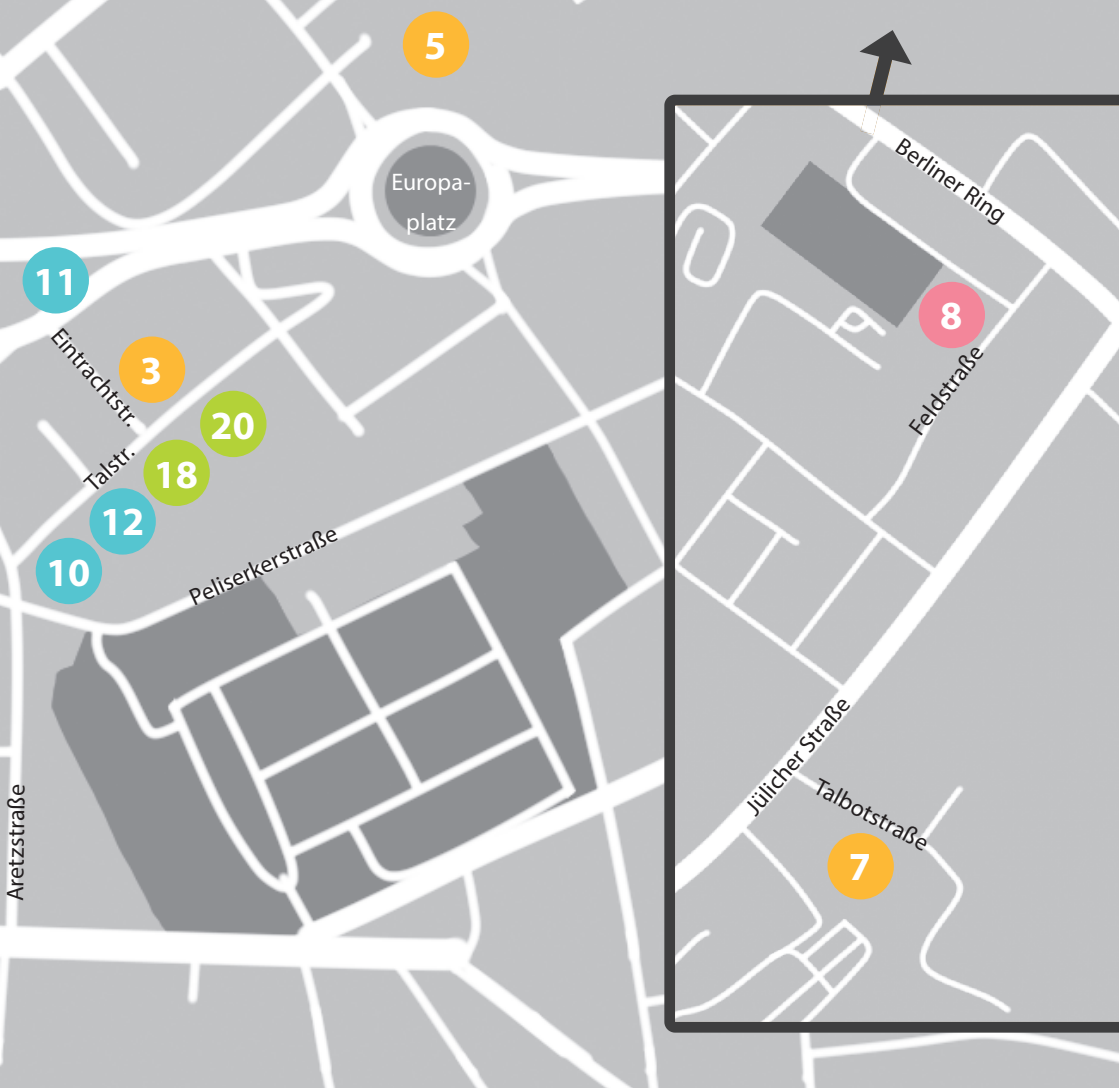 5
Europa-
platz
Berliner Ring
11
8
Eintrachtstr.
3
Feldstraße
20
Talstr.
18
12
10
Peliserkerstraße
Jülicher Straße
Talbotstraße
Aretzstraße
7